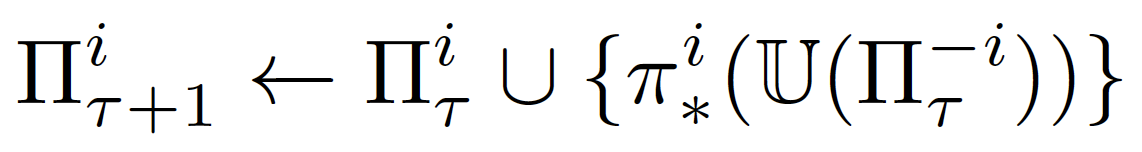 Π^i_{τ+1} ← Π^i_τ ∪ {π^i_*(𝕌(Π^{-i}_τ))}